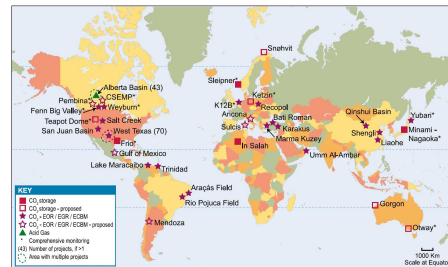 Snøhvit
Sleipner*
Alberta Basin (43)
CSEMP*
Pembina*
Fenn Big Valley
Weyburn*
Teapot Dome
Salt Creek
San Juan Basin
West Texas (70)
Frio*
Gulf of Mexico
Lake Maracaibo
Trinidad
Araçás Field
Rio Pojuca Field
Mendoza
K12B*
Ketzin*
Recopol
Aricona
Bati Roman
Sulcis
Karakus
Marma Kuzey
In Salah
Umm Al-Ambar
Qinshui Basin
Yubari*
Shengli
Minami -
Nagaoka*
Liaohe
Gorgon
Otway*
KEY
CO2 storage
CO2 storage - proposed
CO2 - EOR / EGR / ECBM
CO2 - EOR / EGR / ECBM - proposed
Acid Gas
* Comprehensive monitoring
(43) Number of projects, if >1
Area with multiple projects
1000 Km
Scale at Equator